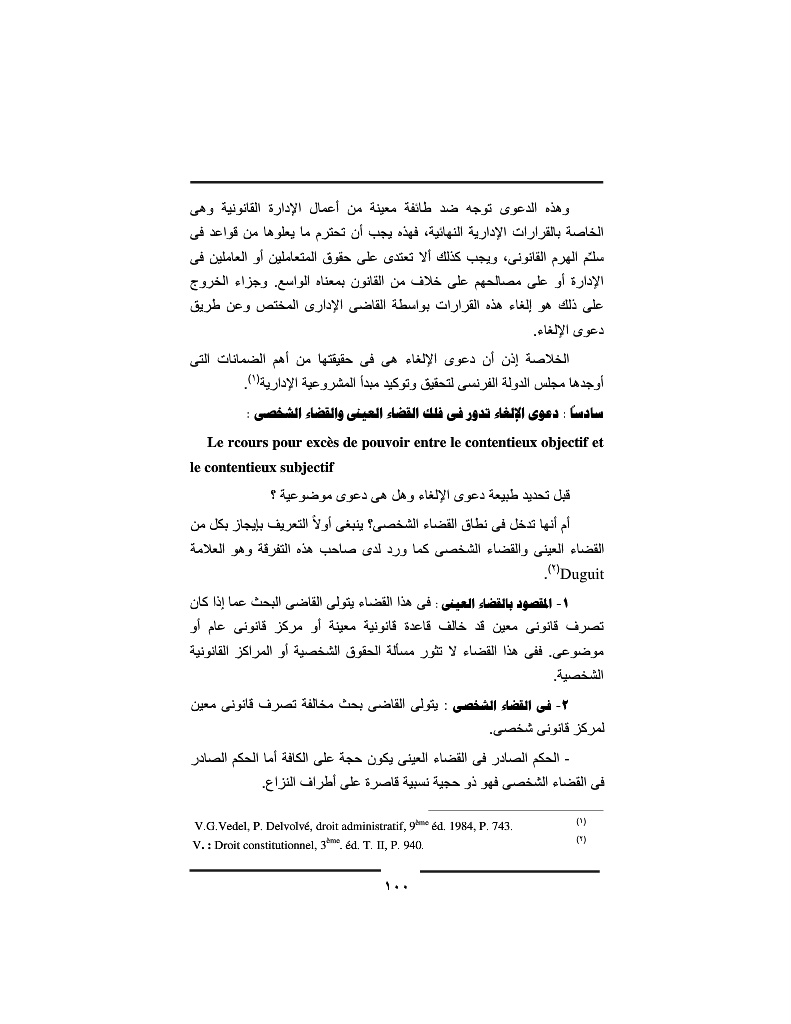 وهذه الدعوى توجه ضد طائفة معينة من أعمال الإدارة القانونية وهى
الخاصة بالقرارات الإدارية النهائية، فهذه يجب أن تحترم ما يعلوها من قواعد فى
سلّم الهرم القانونى، ويجب كذلك ألا تعتدى على حقوق المتعاملين أو العاملين فى
الإدارة أو على مصالحهم على خلاف من القانون بمعناه الواسع. وجزاء الخروج
على ذلك هو إلغاء هذه القرارات بواسطة القاضى الإدارى المختص وعن طريق
دعوى الإلغاء.
الخلاصة إذن أن دعوى الإلغاء هى فى حقيقتها من أهم الضمانات التى
أوجدها مجلس الدولة الفرنسى لتحقيق وتوكيد مبدأ المشروعية الإدارية(١).
سادساً : دعوى الإلغاء تدور فى فلك القضاء العينى والقضاء الشخصى :
Le rcours pour excès de pouvoir entre le contentieux objectif et
le contentieux subjectif
قبل تحديد طبيعة دعوى الإلغاء وهل هى دعوى موضوعية ؟
أم أنها تدخل فى نطاق القضاء الشخصى؟ ينبغى أولاً التعريف بإيجاز بكل من
القضاء العينى والقضاء الشخصى كما ورد لدى صاحب هذه التفرقة وهو العلامة
Duguit(٢).
١- المقصود بالقضاء العينى : فى هذا القضاء يتولى القاضى البحث عما إذا كان
تصرف قانونى معين قد خالف قاعدة قانونية معينة أو مركز قانونى عام أو
موضوعى. ففى هذا القضاء لا تثور مسألة الحقوق الشخصية أو المراكز القانونية
الشخصية.
٢- فى القضاء الشخصى : يتولى القاضى بحث مخالفة تصرف قانونى معين
لمركز قانونى شخصى.
- الحكم الصادر فى القضاء العينى يكون حجة على الكافة أما الحكم الصادر
فى القضاء الشخصى فهو ذو حجية نسبية قاصرة على أطراف النزاع.
(١) V.G.Vedel, P. Delvolvé, droit administratif, 9ème éd. 1984, P. 743.
(٢) V. : Droit constitutionnel, 3ème. éd. T. II, P. 940.
١٠٠